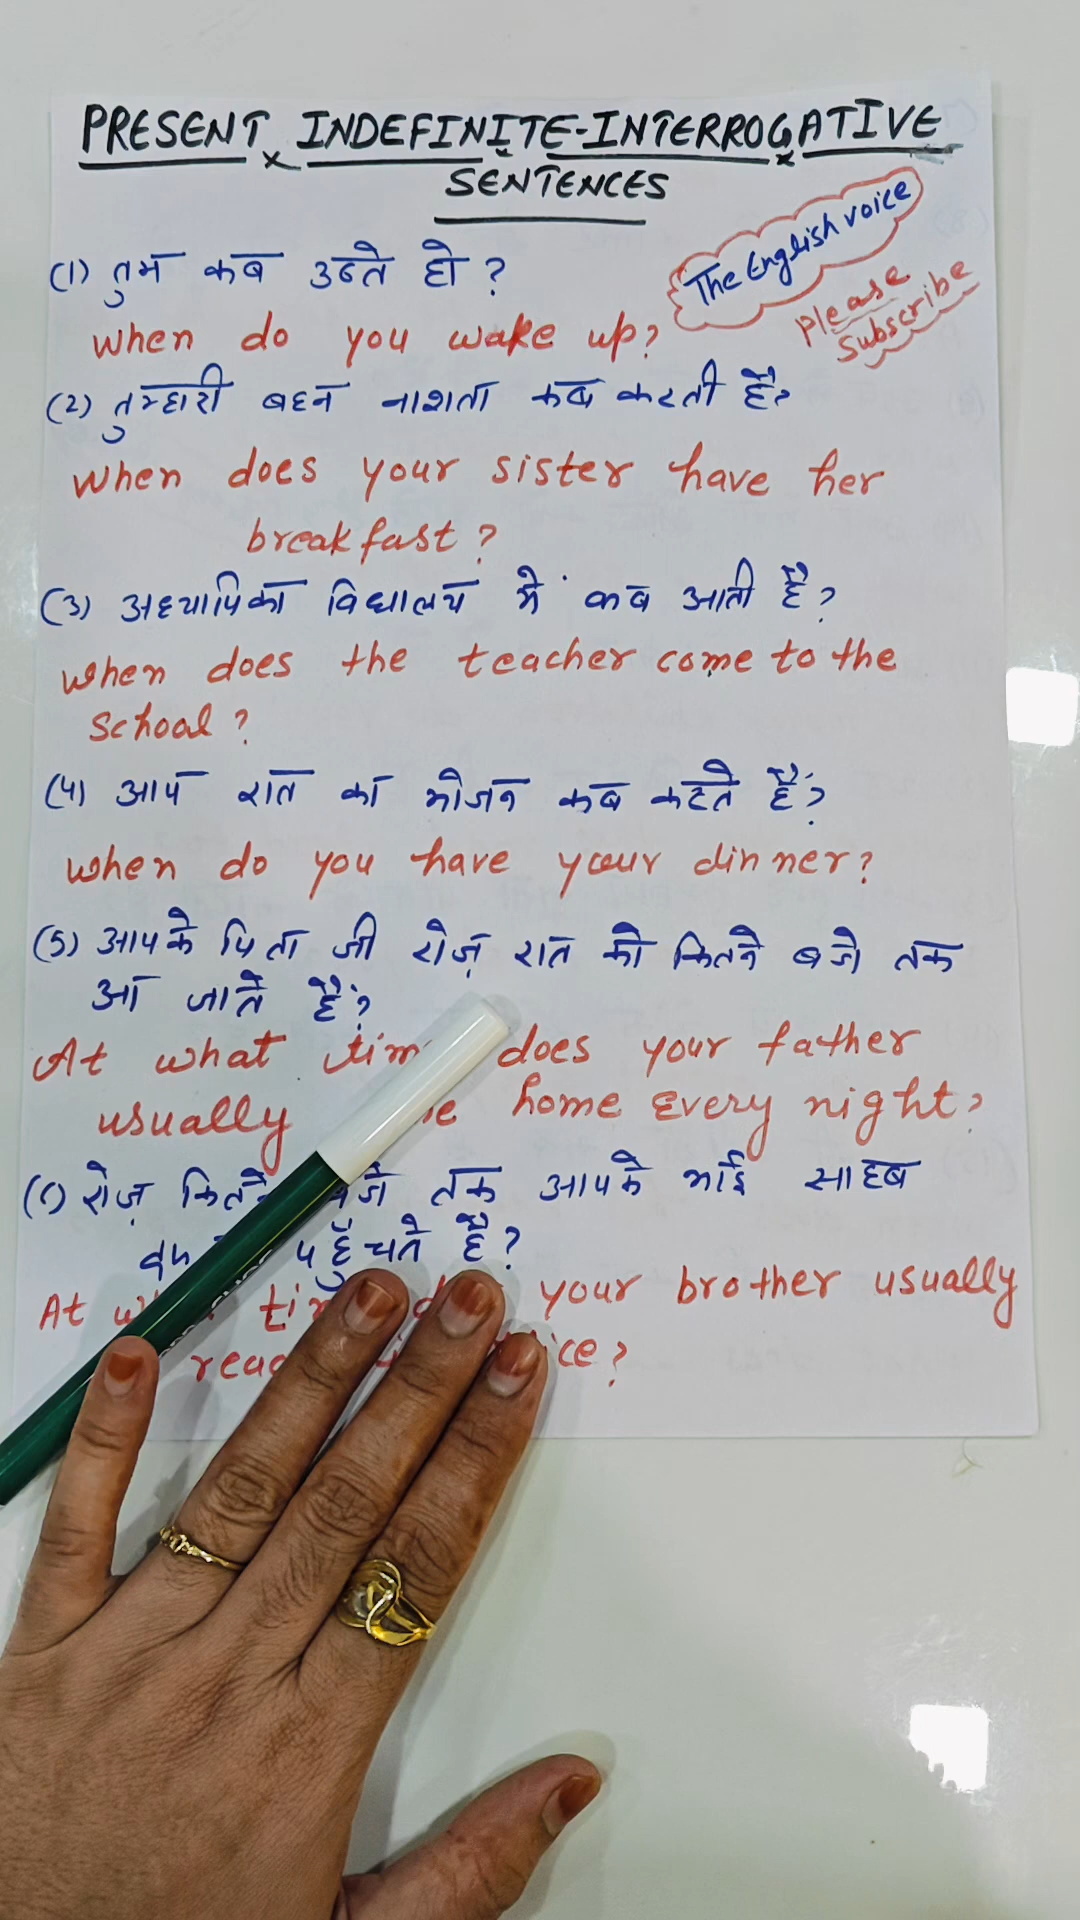 PRESENT INDEFINITE-INTERROGATIVE
SENTENCES
The English voice
Please
Subscribe
(1) तुम कब उठते हो ?
When do you wake up?
(2) तुम्हारी बहन नाशता कब करती है?
When does your sister have her
breakfast ?
(3) अध्यापिका विद्यालय में कब आती है ?
When does the teacher come to the
school ?
(4) आप रात का भोजन कब करते हैं?
When do you have your dinner?
(5) आपके पिता जी रोज़ रात को कितने बजे तक
आ जाते हैं?
At what does your father
usually home every night?
रोज़ तक आपके भाई साहब
पहुँचते हैं ?
At your brother usually